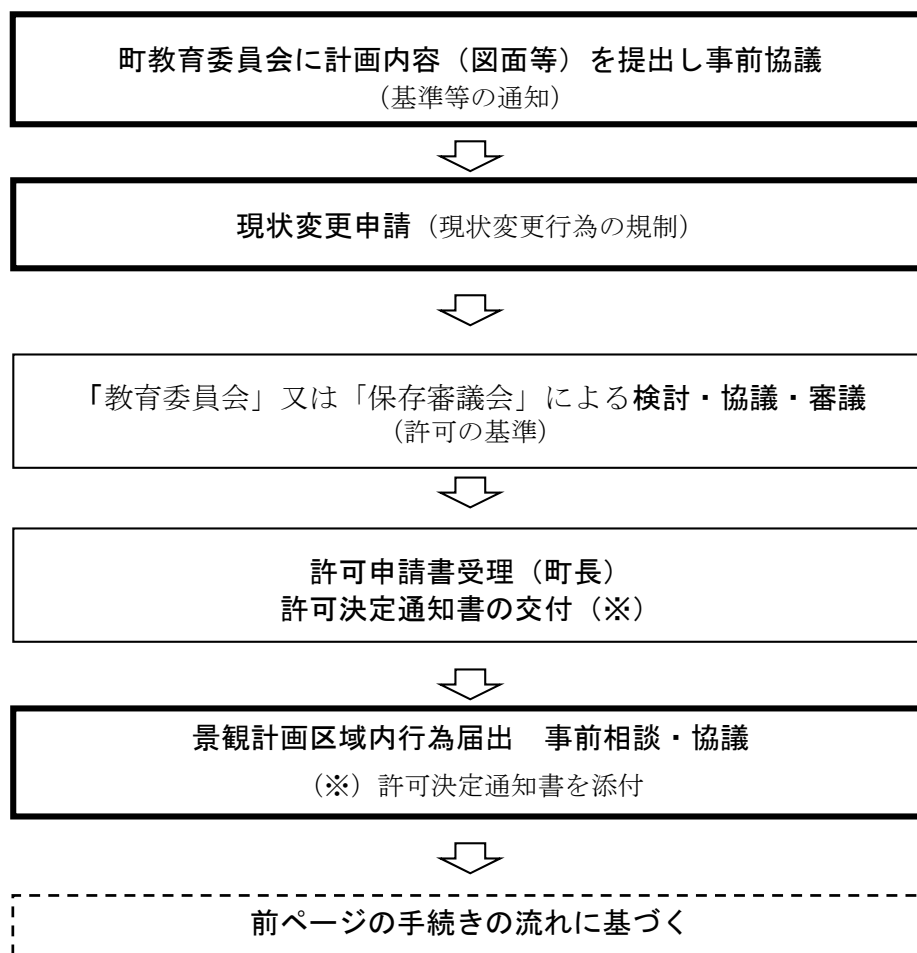 町教育委員会に計画内容（図面等）を提出し事前協議
（基準等の通知）
現状変更申請（現状変更行為の規制）
「教育委員会」又は「保存審議会」による検討・協議・審議
（許可の基準）
許可申請書受理（町長）
許可決定通知書の交付（※）
景観計画区域内行為届出　事前相談・協議
（※）許可決定通知書を添付
前ページの手続きの流れに基づく